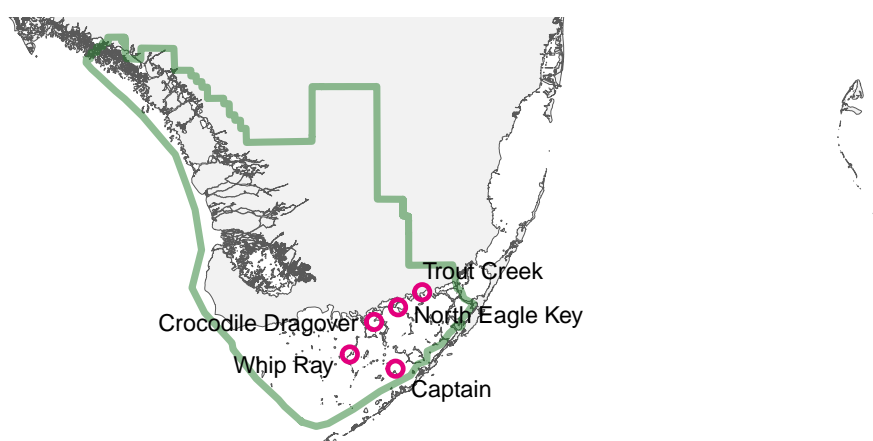 Trout Creek
North Eagle Key
Crocodile Dragover
Whip Ray
Captain